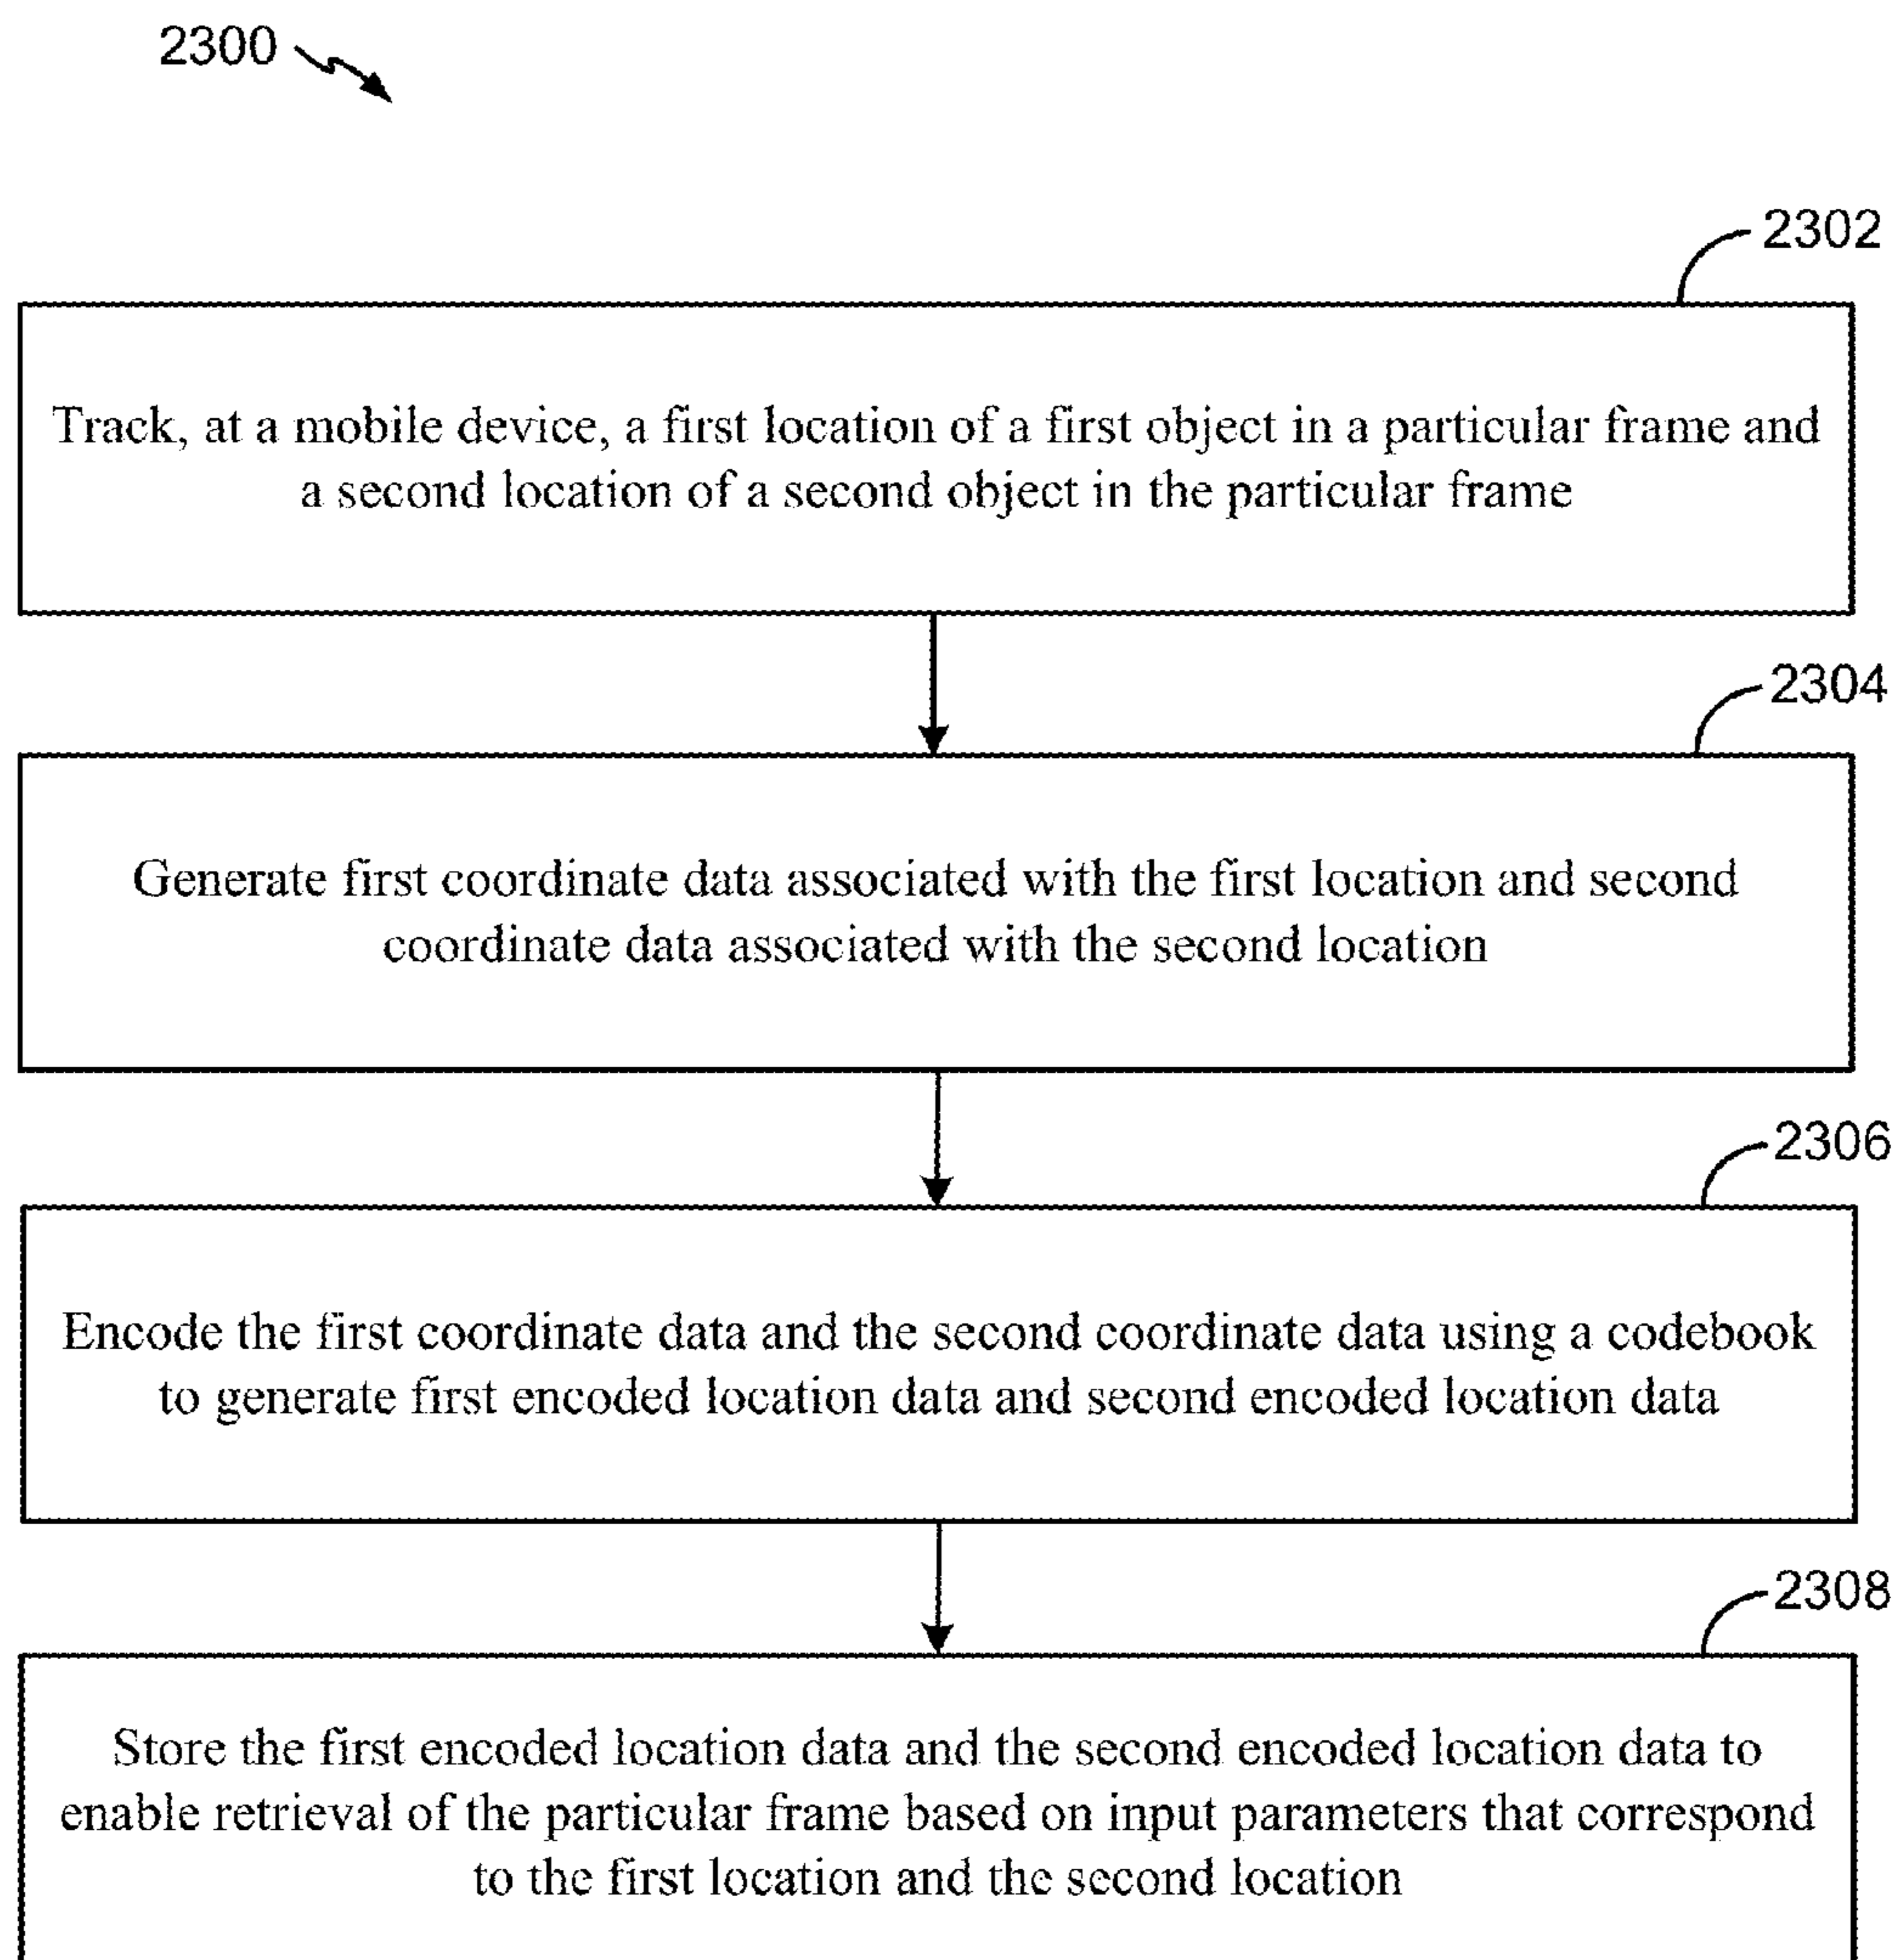 2300
2302
Track, at a mobile device, a first location of a first object in a particular frame and
a second location of a second object in the particular frame
2304
Generate first coordinate data associated with the first location and second
coordinate data associated with the second location
2306
Encode the first coordinate data and the second coordinate data using a codebook
to generate first encoded location data and second encoded location data
2308
Store the first encoded location data and the second encoded location data to
enable retrieval of the particular frame based on input parameters that correspond
to the first location and the second location